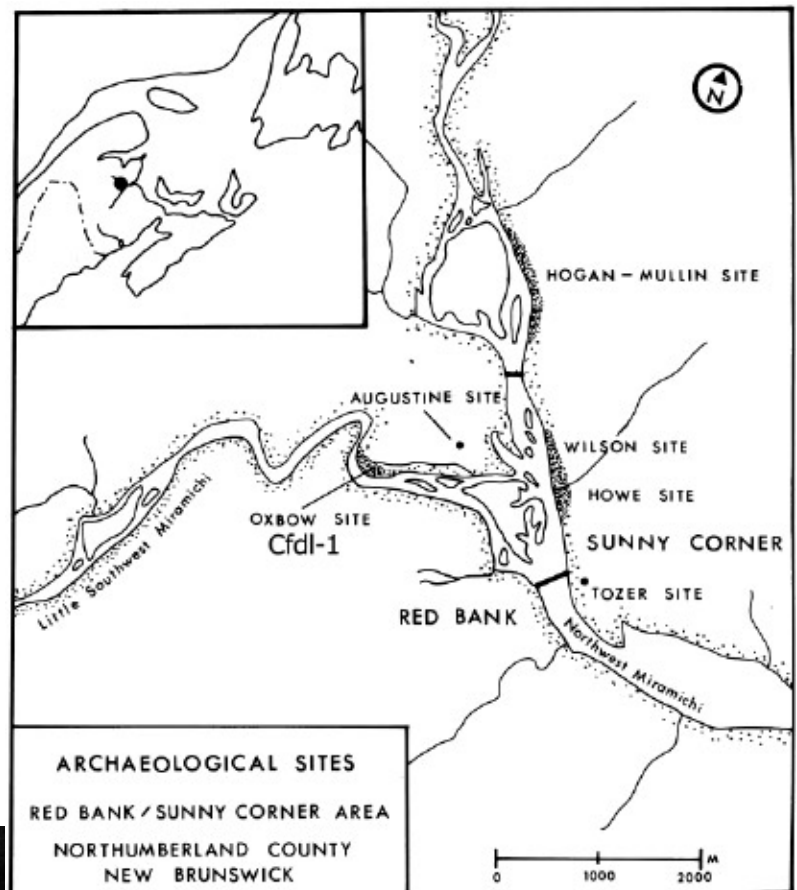 N
HOGAN - MULLIN SITE
AUGUSTINE SITE
WILSON SITE
HOWE SITE
OXBOW SITE
Cfdl-1
SUNNY CORNER
TOZER SITE
RED BANK
Little Southwest Miramichi
Northwest Miramichi
ARCHAEOLOGICAL SITES
RED BANK / SUNNY CORNER AREA
NORTHUMBERLAND COUNTY
NEW BRUNSWICK
M
0 1000 2000